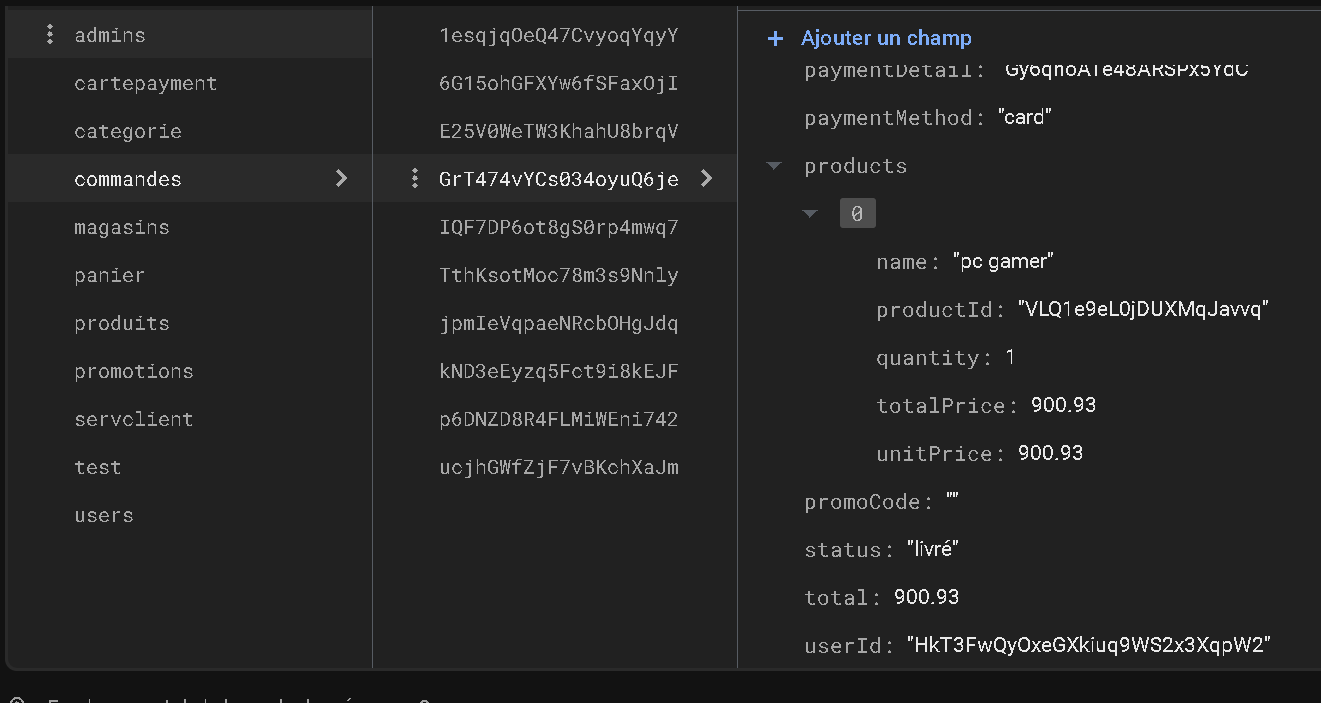 admins
cartepayment
categorie
commandes
magasins
panier
produits
promotions
servclient
test
users
1esqjqOeQ47CvyoqYqyY
6G15ohGFXYw6fSFaxOjI
E25V0WeTW3KhahU8brqV
GrT474vYCs034oyuQ6je
IQF7DP6ot8gS0rp4mwq7
TthKsotMoc78m3s9Nnly
jpmIeVqpaeNRcbOHgJdq
kND3eEyzq5Fct9i8kEJF
p6DNZD8R4FLMiWEni742
ucjhGWfZjF7vBKchXaJm
+ Ajouter un champ
paymentDetail:
paymentMethod: "card"
products
0
name: "pc gamer"
productId: "VLQ1e9eL0jDUXMqJavvq"
quantity: 1
totalPrice: 900.93
unitPrice: 900.93
promoCode: ""
status: "livré"
total: 900.93
userId: "HkT3FwQyOxeGXkiuq9WS2x3XqpW2"